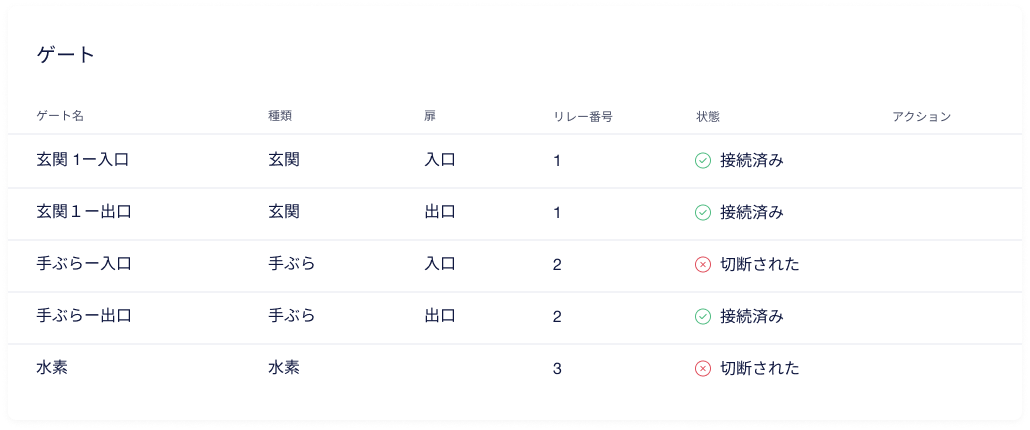 ゲート
ゲート名 種類 扉 リレー番号 状態 アクション
玄関 1ー入口 玄関 入口 1 接続済み
玄関１ー出口 玄関 出口 1 接続済み
手ぶらー入口 手ぶら 入口 2 切断された
手ぶらー出口 手ぶら 出口 2 接続済み
水素 水素 3 切断された